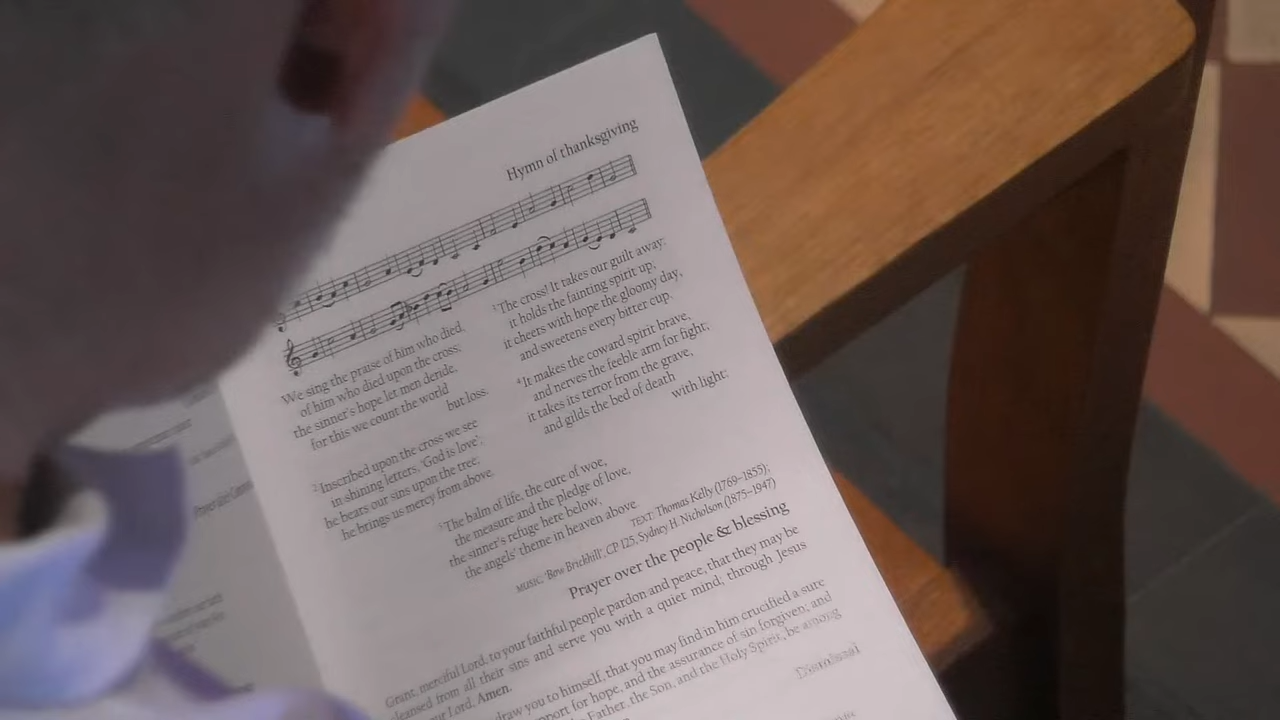 Hymn of thanksgiving
We sing the praise of him who died,
of him who died upon the cross;
the sinner's hope let men deride,
for this we count the world
but loss.
2 Inscribed upon the cross we see
in shining letters, 'God is love';
he bears our sins upon the tree;
he brings us mercy from above.
3 The cross! It takes our guilt away:
it holds the fainting spirit up;
it cheers with hope the gloomy day,
and sweetens every bitter cup.
4 It makes the coward spirit brave,
and nerves the feeble arm for fight;
it takes its terror from the grave,
and gilds the bed of death
with light:
5 The balm of life, the cure of woe,
the measure and the pledge of love,
the sinner's refuge here below,
the angels' theme in heaven above.
TEXT: Thomas Kelly (1769–1855);
MUSIC: 'Bow Brickhill', CP 125, Sydney H. Nicholson (1875–1947)
Prayer over the people & blessing
Grant, merciful Lord, to your faithful people pardon and peace, that they may be
cleansed from all their sins and serve you with a quiet mind, through Jesus
our Lord. Amen.
draw you to himself, that you may find in him crucified a sure
support for hope, and the assurance of sin forgiven; and
Father, the Son, and the Holy Spirit, be among
Dismissal